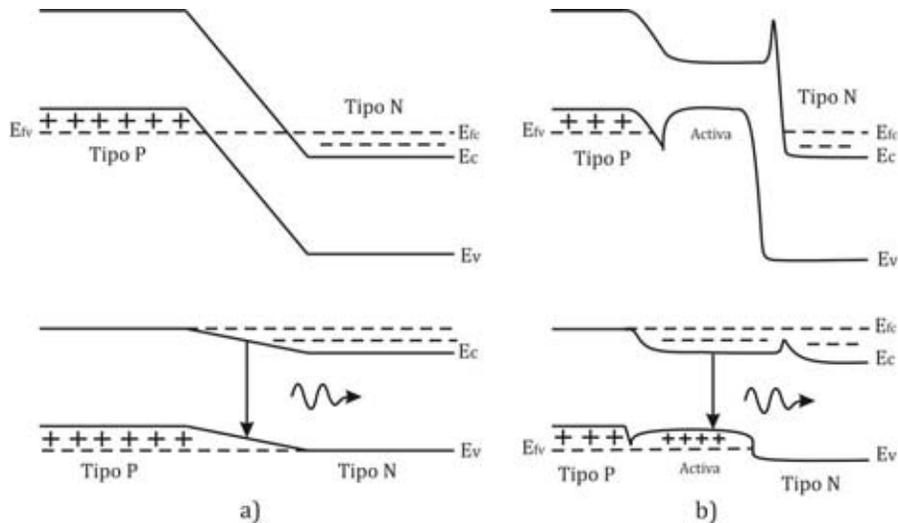 Tipo N
Efv
Efc
Tipo P
Ec
Ev
Tipo N
Efv
Activa
Efc
Tipo P
Ec
Ev
Ec
Ev
Tipo P
Tipo N
a)
Efc
Ec
Efv
Ev
Tipo P
Activa
Tipo N
b)